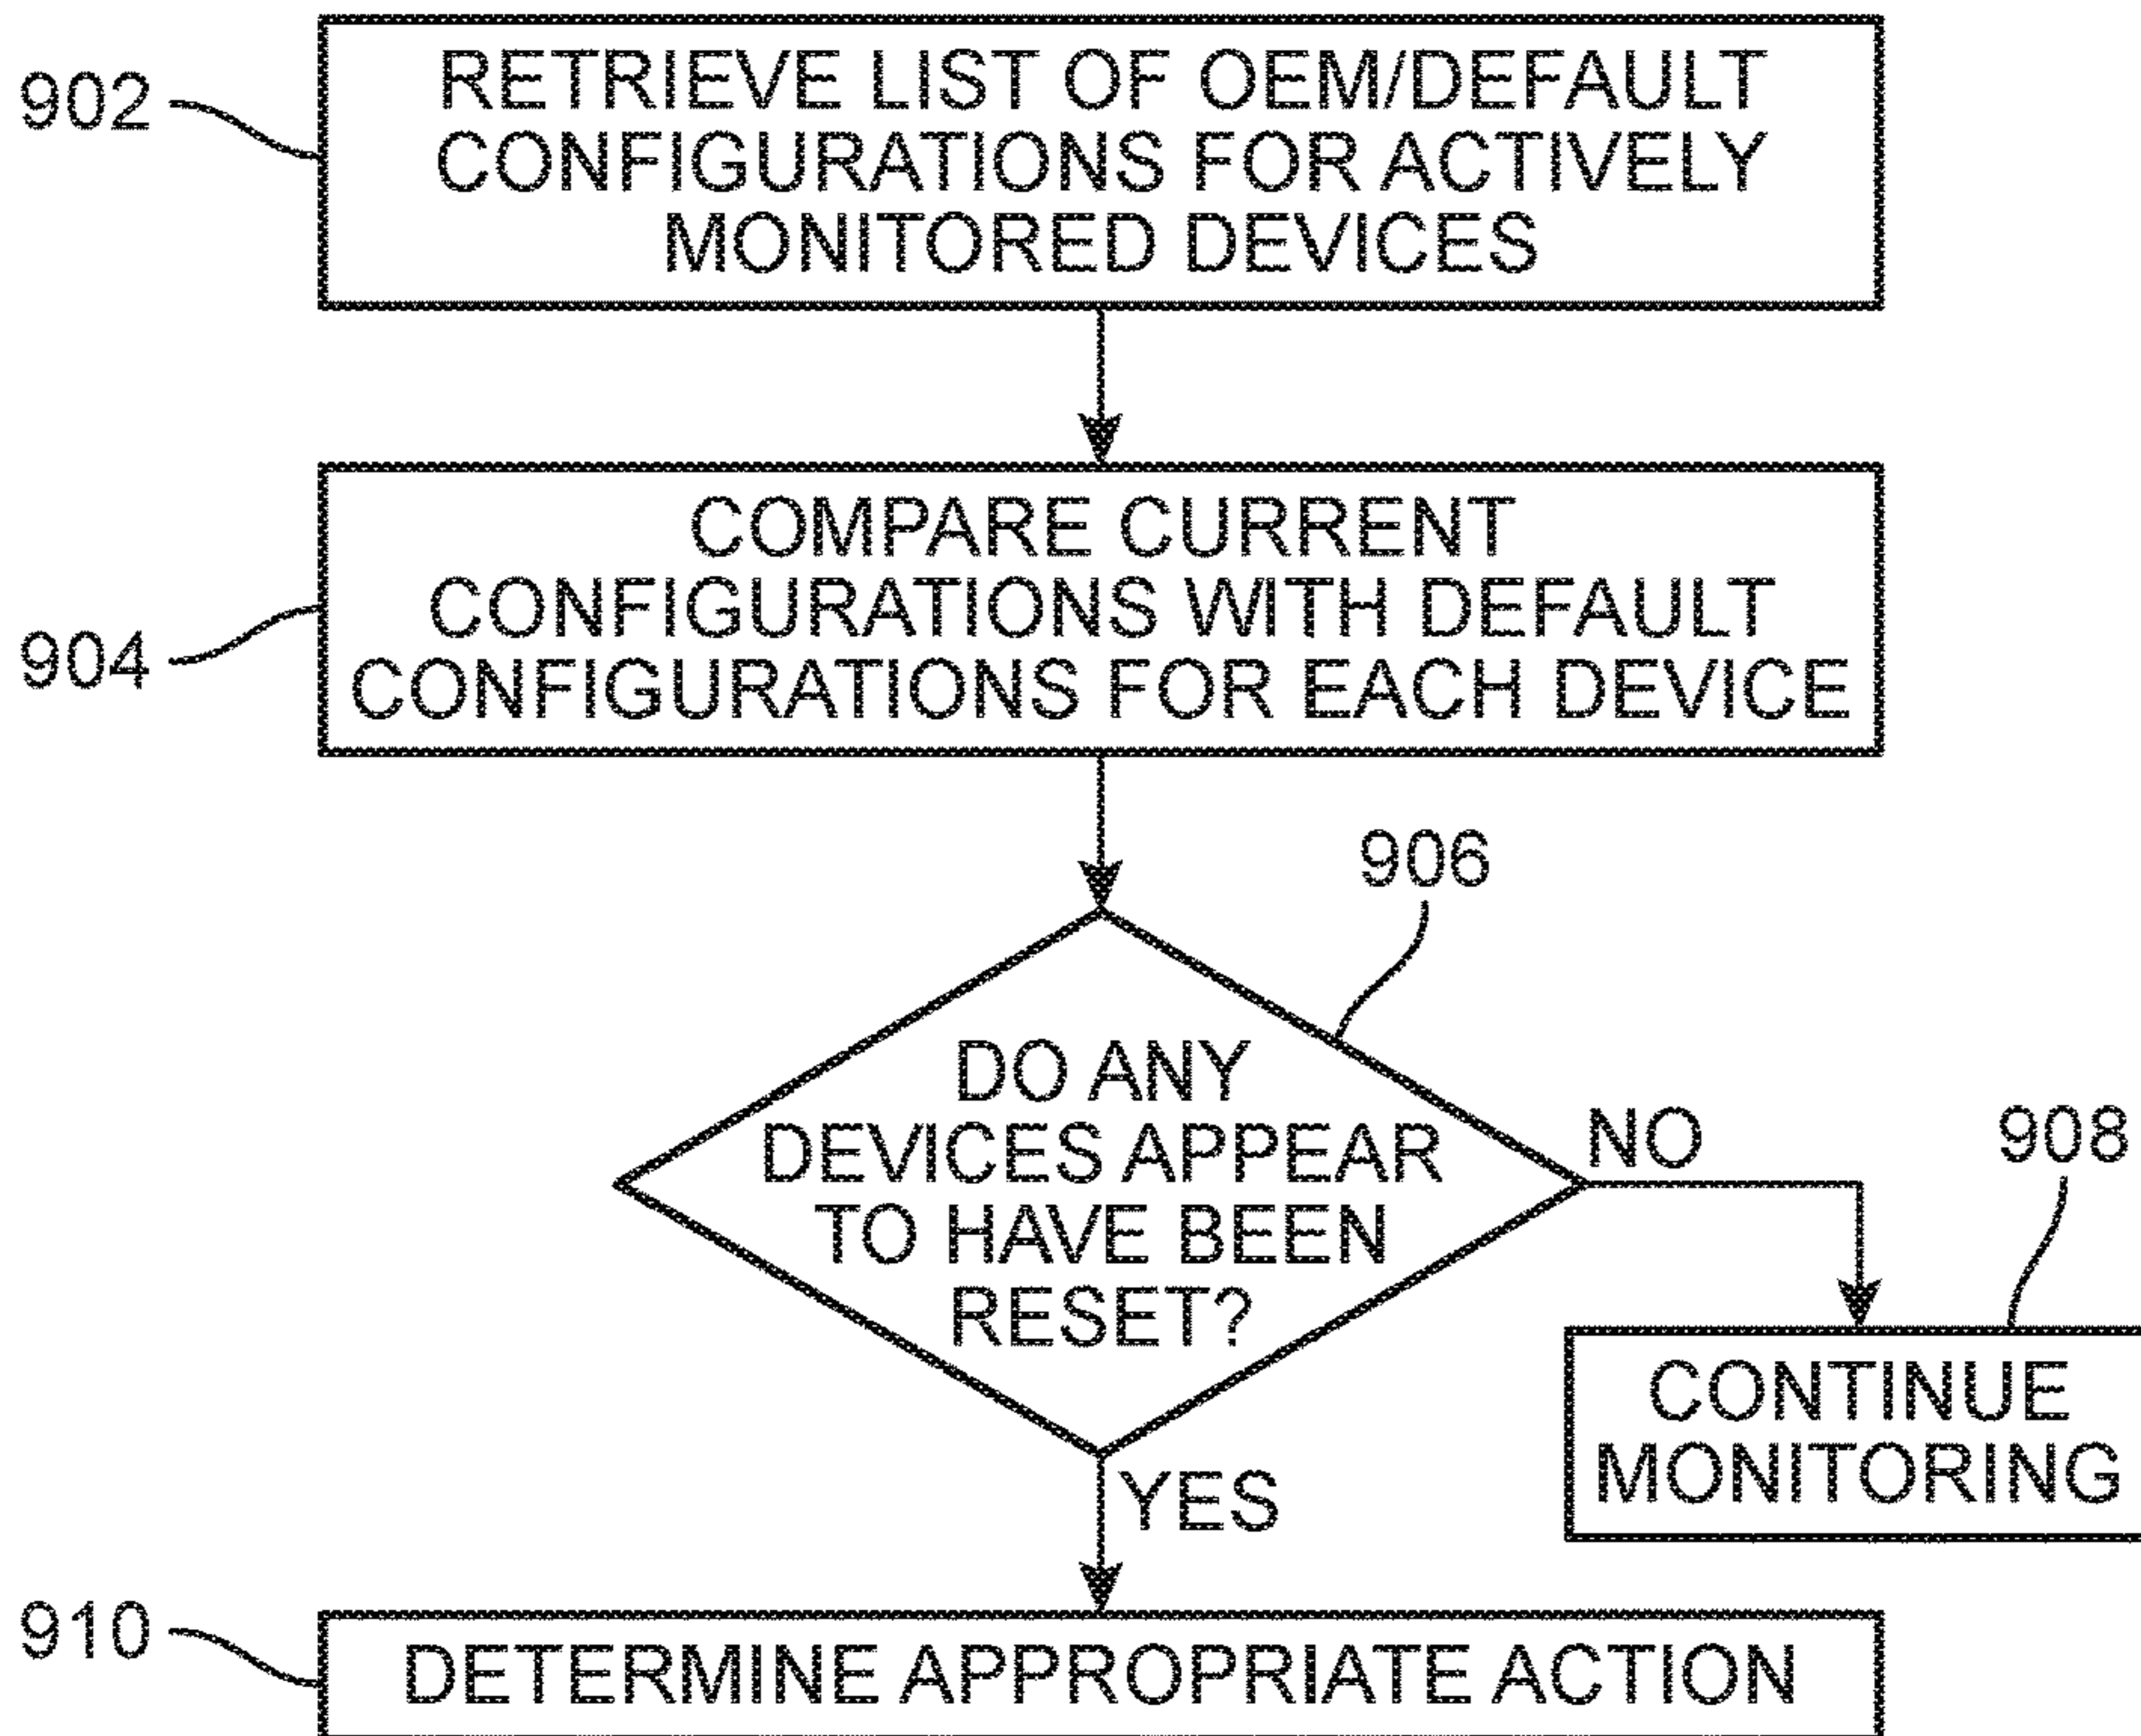 902
RETRIEVE LIST OF OEM/DEFAULT
CONFIGURATIONS FOR ACTIVELY
MONITORED DEVICES
904
COMPARE CURRENT
CONFIGURATIONS WITH DEFAULT
CONFIGURATIONS FOR EACH DEVICE
906
DO ANY
DEVICES APPEAR
TO HAVE BEEN
RESET?
NO
908
CONTINUE
MONITORING
YES
910
DETERMINE APPROPRIATE ACTION